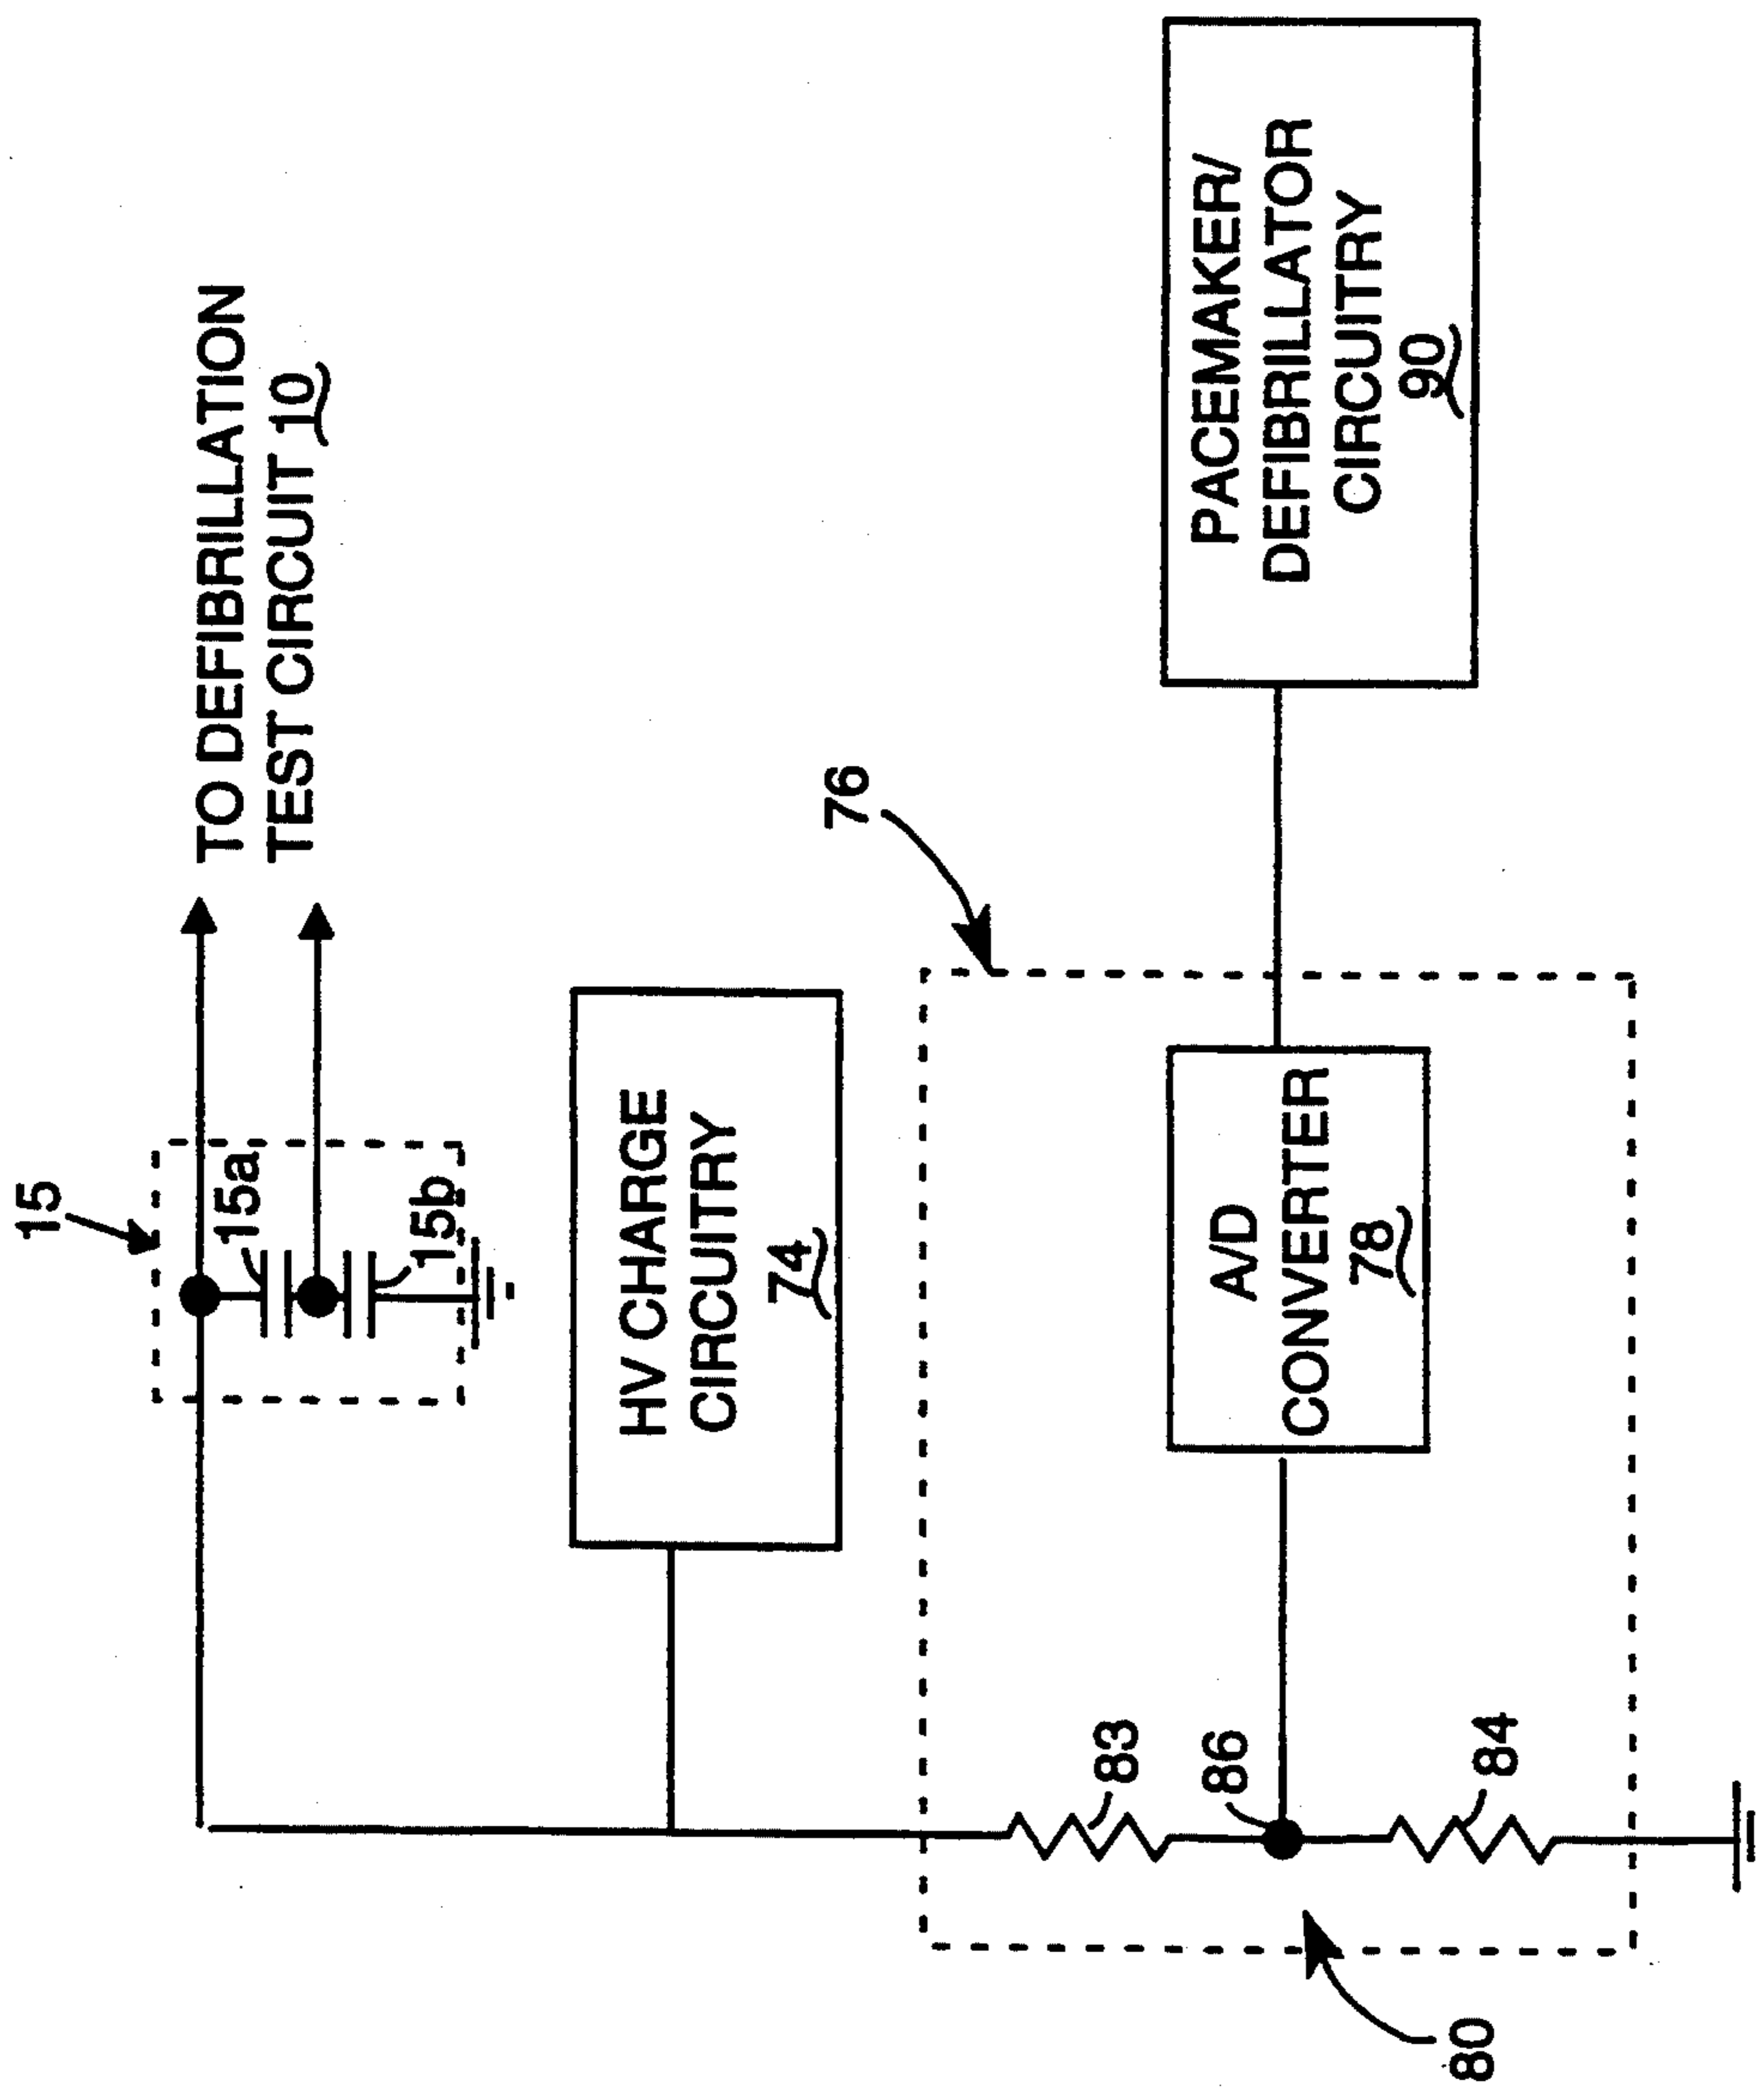 15
15a
15b
TO DEFIBRILLATION
TEST CIRCUIT 10
HV CHARGE
CIRCUITRY
74
76
83
86
84
80
A/D
CONVERTER
78
PACEMAKER/
DEFIBRILLATOR
CIRCUITRY
90